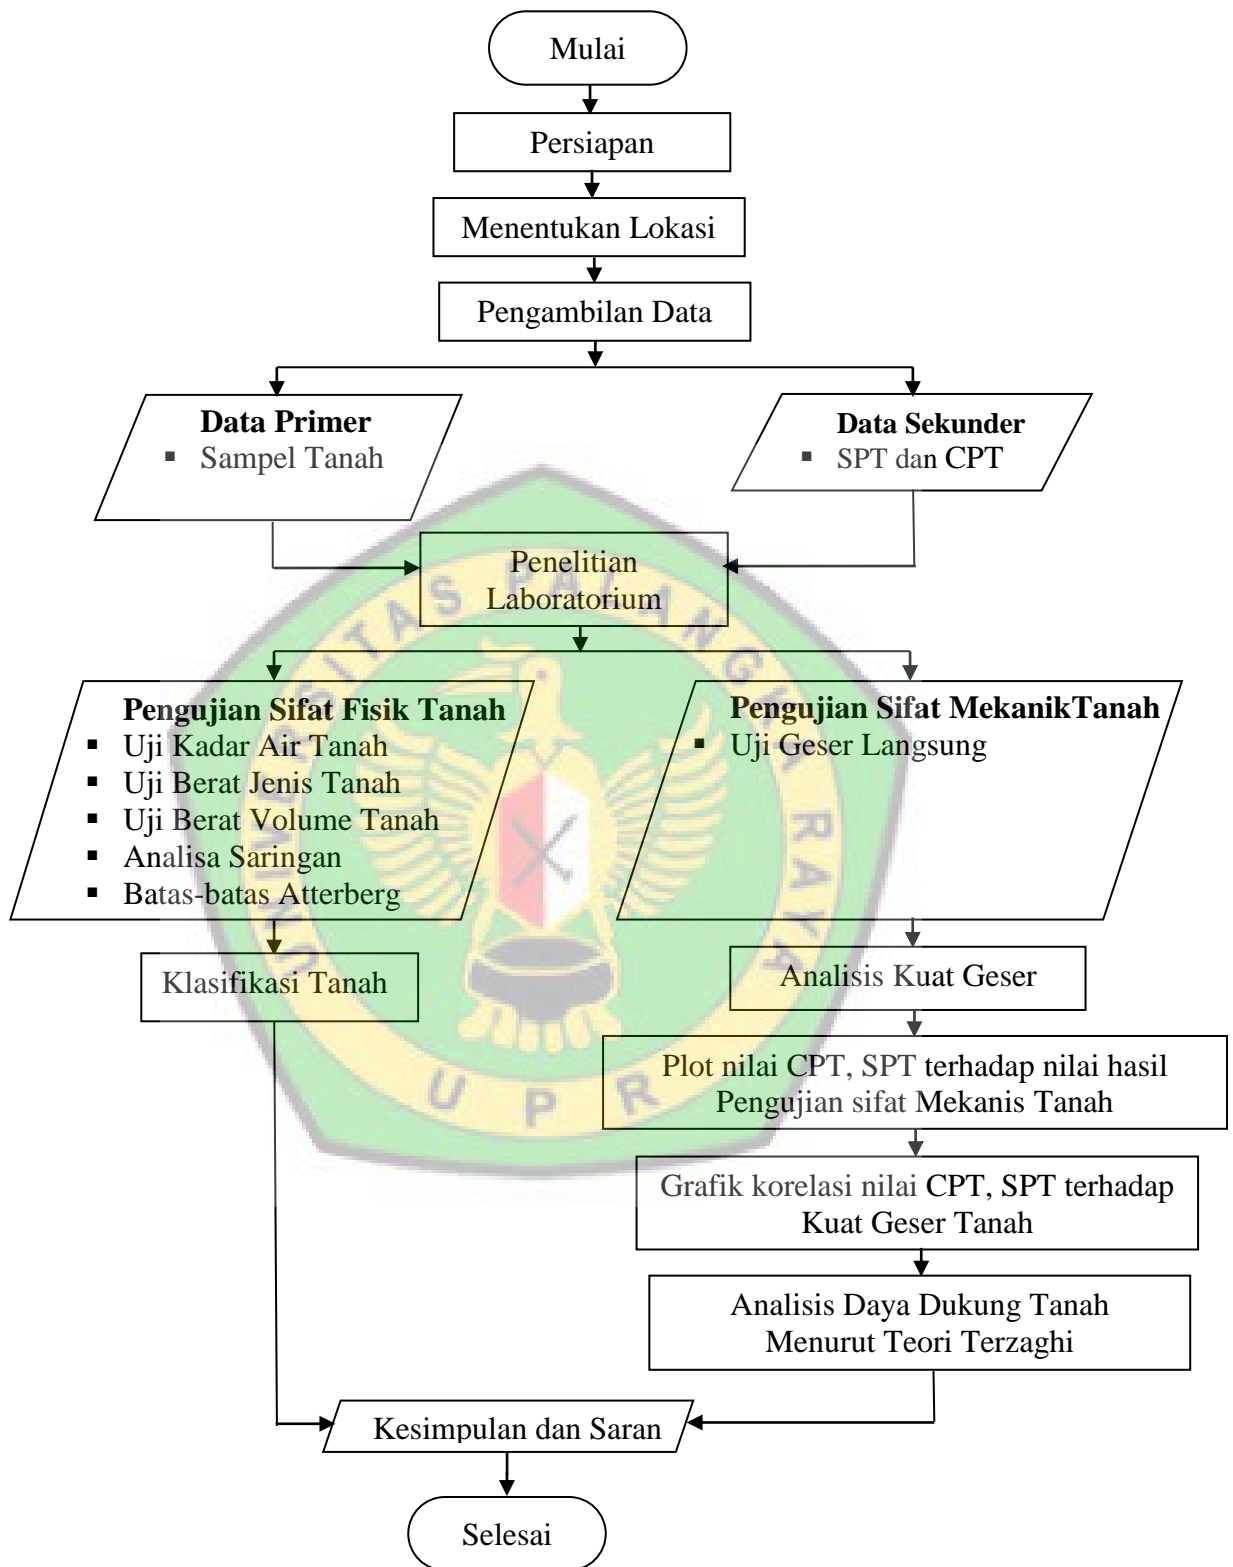 Mulai
Persiapan
Menentukan Lokasi
Pengambilan Data
Data Primer
▪ Sampel Tanah
Data Sekunder
▪ SPT dan CPT
Penelitian
Laboratorium
Pengujian Sifat Fisik Tanah
▪ Uji Kadar Air Tanah
▪ Uji Berat Jenis Tanah
▪ Uji Berat Volume Tanah
▪ Analisa Saringan
▪ Batas-batas Atterberg
Pengujian Sifat MekanikTanah
▪ Uji Geser Langsung
Klasifikasi Tanah
Analisis Kuat Geser
Plot nilai CPT, SPT terhadap nilai hasil
Pengujian sifat Mekanis Tanah
Grafik korelasi nilai CPT, SPT terhadap
Kuat Geser Tanah
Analisis Daya Dukung Tanah
Menurut Teori Terzaghi
Kesimpulan dan Saran
Selesai
UNIVERSITAS PALANGKA RAYA
UPR